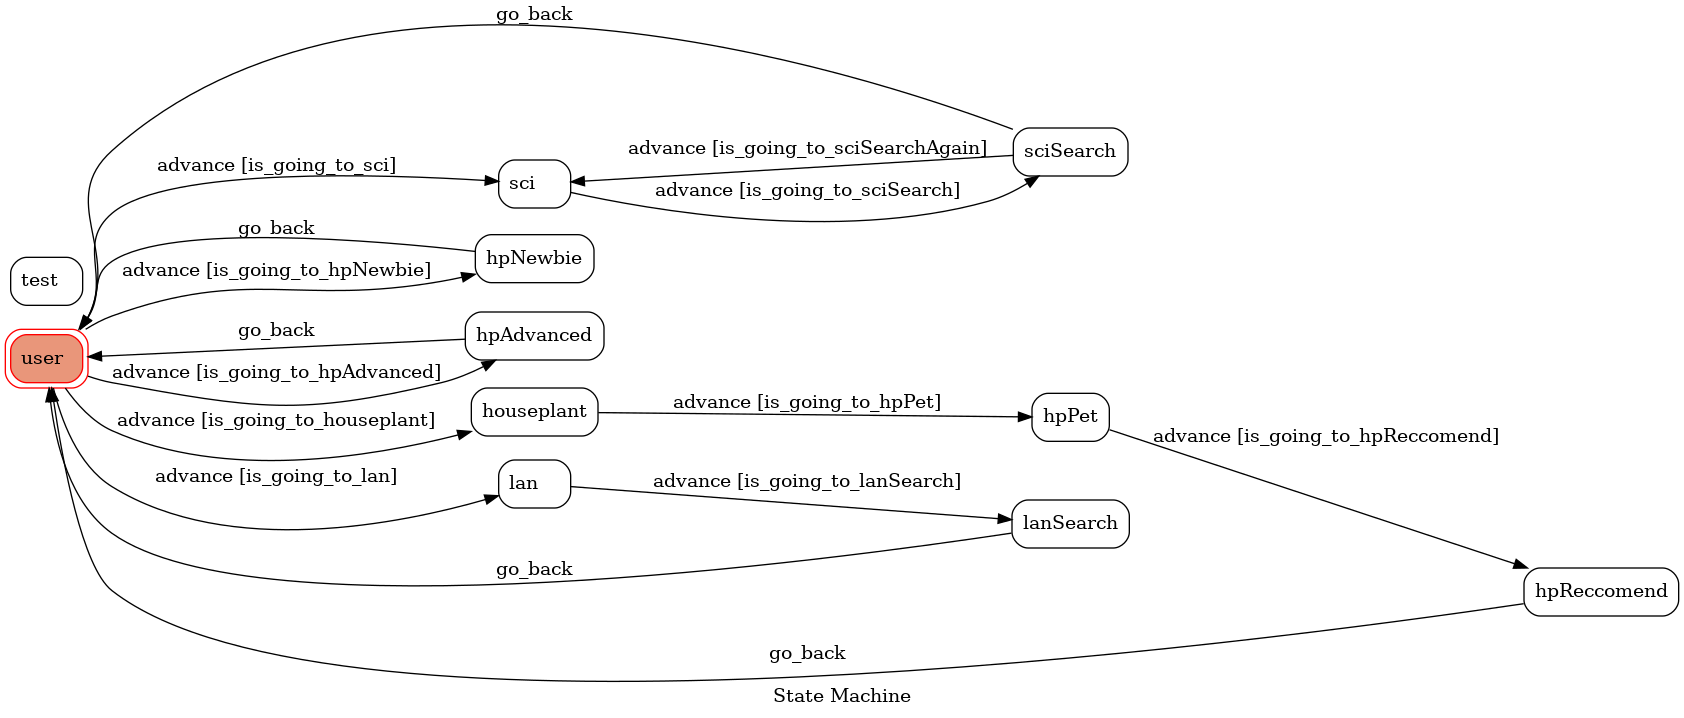 go_back
sciSearch
advance [is_going_to_sciSearchAgain]
advance [is_going_to_sci]
sci
advance [is_going_to_sciSearch]
go_back
hpNewbie
advance [is_going_to_hpNewbie]
test
go_back
hpAdvanced
user
advance [is_going_to_hpAdvanced]
advance [is_going_to_houseplant]
houseplant
advance [is_going_to_hpPet]
hpPet
advance [is_going_to_hpReccomend]
advance [is_going_to_lan]
lan
advance [is_going_to_lanSearch]
lanSearch
go_back
hpReccomend
go_back
State Machine